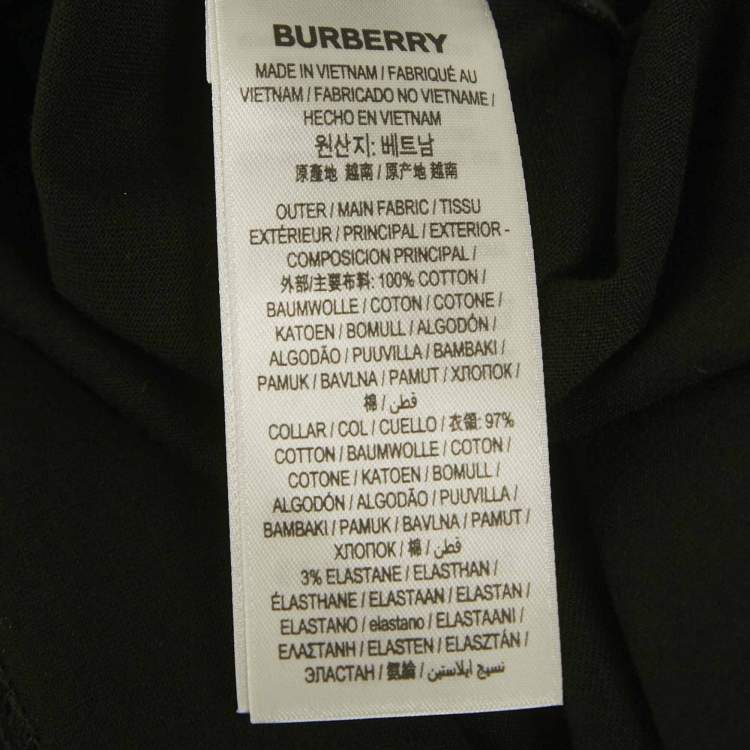 BURBERRY
MADE IN VIETNAM / FABRIQUÉ AU
VIETNAM / FABRICADO NO VIETNAME /
HECHO EN VIETNAM
원산지: 베트남
原產地 越南 / 原产地 越南
OUTER / MAIN FABRIC / TISSU
EXTÉRIEUR / PRINCIPAL / EXTERIOR -
COMPOSICION PRINCIPAL /
外部/主要布料: 100% COTTON /
BAUMWOLLE / COTON / COTONE /
KATOEN / BOMULL / ALGODÓN /
ALGODÃO / PUUVILLA / BAMBAKI /
PAMUK / BAVLNA / PAMUT / ХЛОПОК /
棉 / قطن /
COLLAR / COL / CUELLO / 衣領: 97%
COTTON / BAUMWOLLE / COTON /
COTONE / KATOEN / BOMULL /
ALGODÓN / ALGODÃO / PUUVILLA /
BAMBAKI / PAMUK / BAVLNA / PAMUT /
ХЛОПОК / 棉 / قطن /
3% ELASTANE / ELASTHAN /
ÉLASTHANE / ELASTAAN / ELASTAN /
ELASTANO / elastano / ELASTAANI /
ΕΛΑΣΤΑΝΗ / ELASTEN / ELASZTÁN /
ЭЛАСТАН / 氨綸 / نسيج أيلاستين /